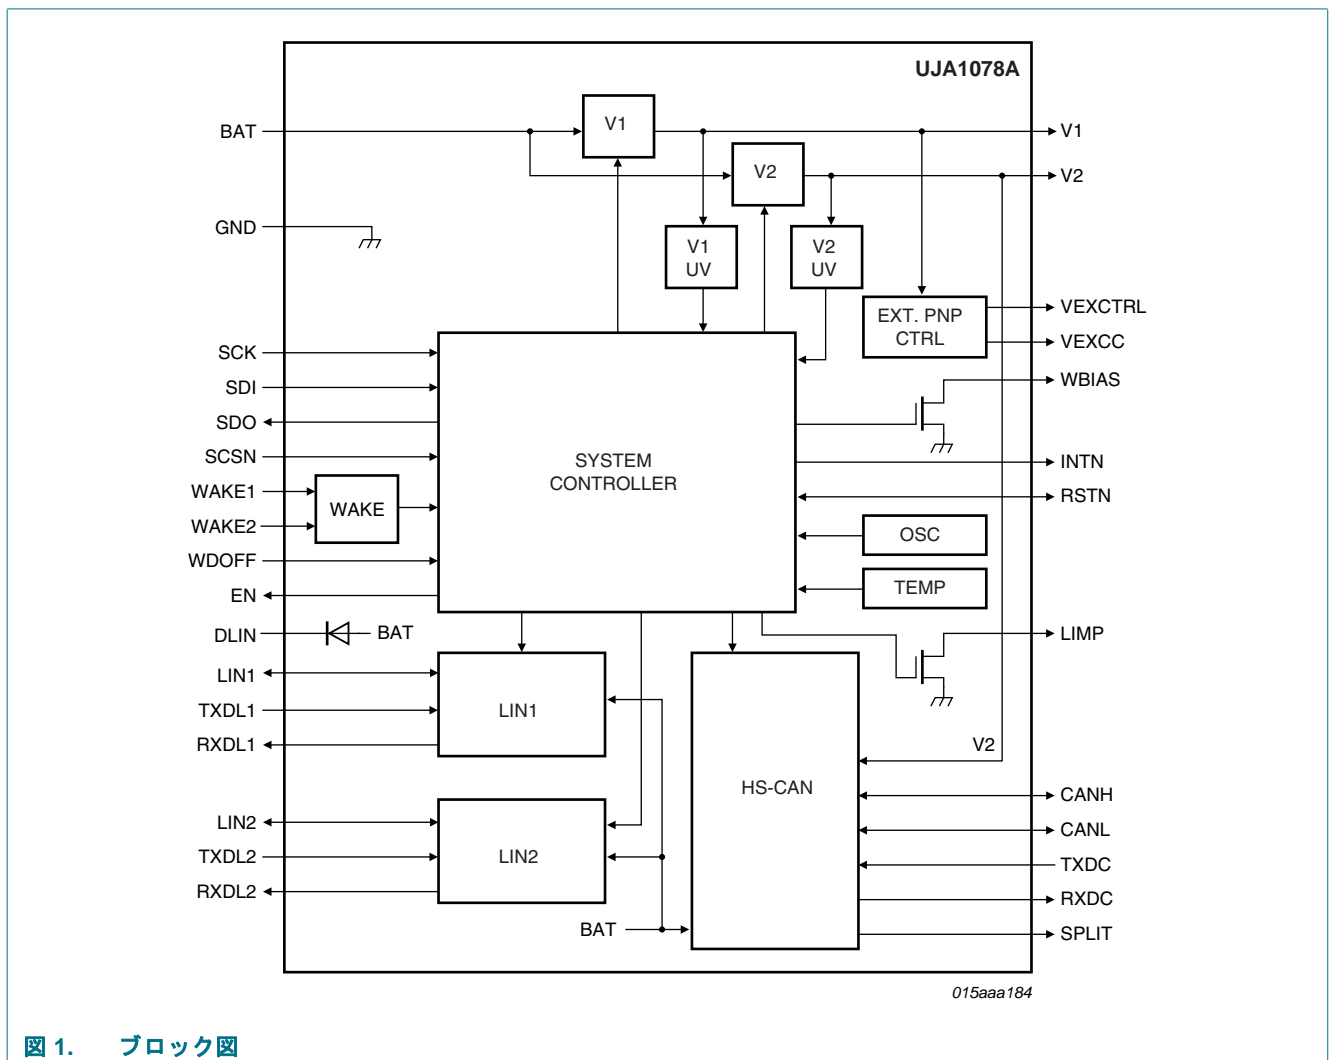 UJA1078A
BAT
V1
V1
V2
V2
GND
V1
UV
V2
UV
EXT. PNP
CTRL
VEXCTRL
VEXCC
SCK
SDI
SDO
SCSN
WAKE1
WAKE2
WAKE
WDOFF
EN
SYSTEM
CONTROLLER
WBIAS
INTN
RSTN
OSC
TEMP
DLIN
BAT
LIMP
LIN1
TXDL1
RXDL1
LIN1
V2
HS-CAN
LIN2
TXDL2
RXDL2
LIN2
BAT
CANH
CANL
TXDC
RXDC
SPLIT
015aaa184
図 1. ブロック図